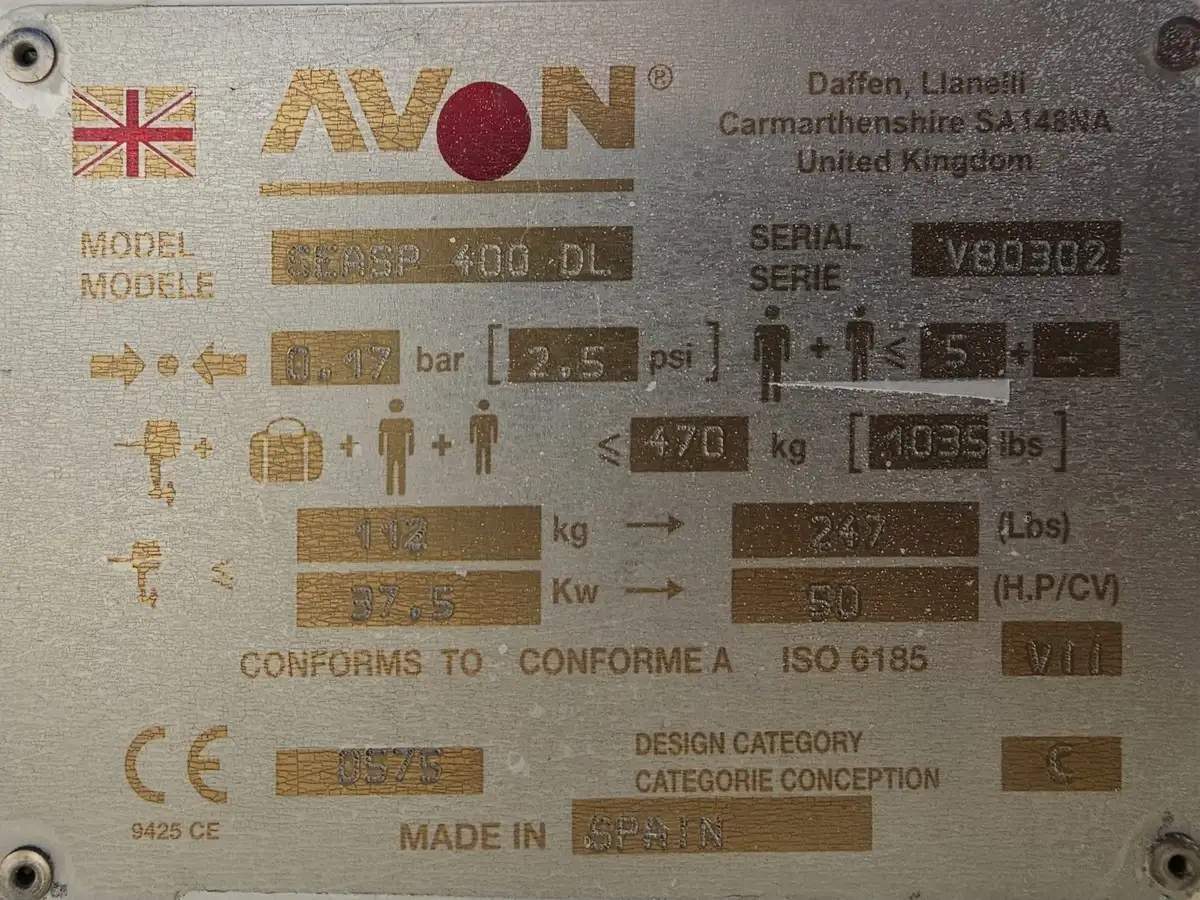 AVON®
Daffen, Llanelli
Carmarthenshire SA148NA
United Kingdom
MODEL
MODELE
SEASP 400 DL
SERIAL
SERIE
V80302
0.17 bar [2.5 psi] + ≤ 5 + -
+ + + ≤ 470 kg [1035 lbs]
112 kg → 247 (Lbs)
≤ 37,5 Kw → 50 (H.P/CV)
CONFORMS TO CONFORME A ISO 6185 VII
CE 0575
9425 CE
DESIGN CATEGORY
CATEGORIE CONCEPTION
C
MADE IN SPAIN